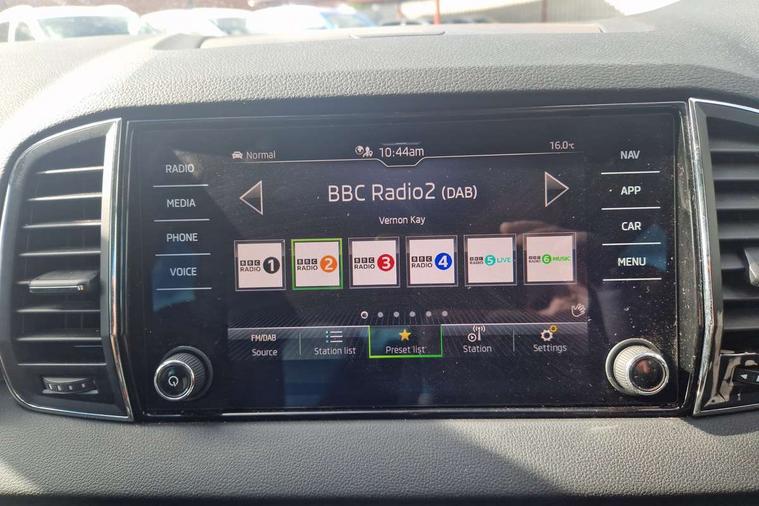 Normal
10:44am
16.0°C
RADIO
MEDIA
PHONE
VOICE
BBC Radio2 (DAB)
Vernon Kay
BBC RADIO 1
BBC RADIO 2
BBC RADIO 3
BBC RADIO 4
BBC RADIO 5 LIVE
BBC RADIO 6 MUSIC
FM/DAB
Source
Station list
Preset list
Station
Settings
NAV
APP
CAR
MENU